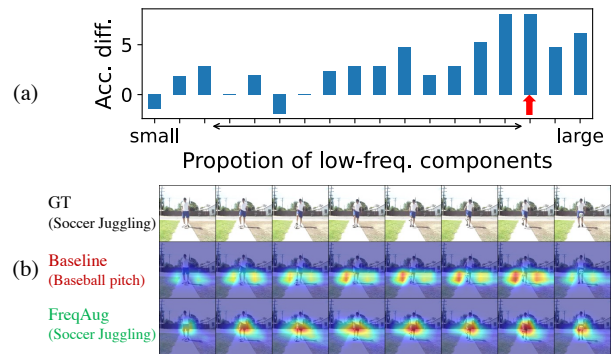 (a)
Acc. diff.
5
0
small
large
Propotion of low-freq. components
GT
(Soccer Juggling)
(b)
Baseline
(Baseball pitch)
FreqAug
(Soccer Juggling)